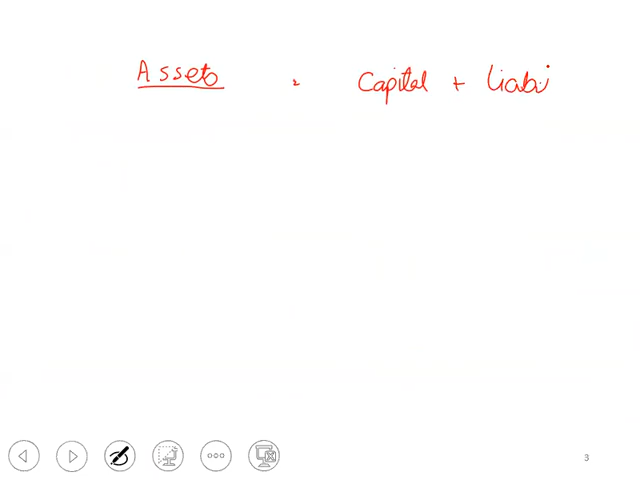 Assets = Capital + Liabi
3